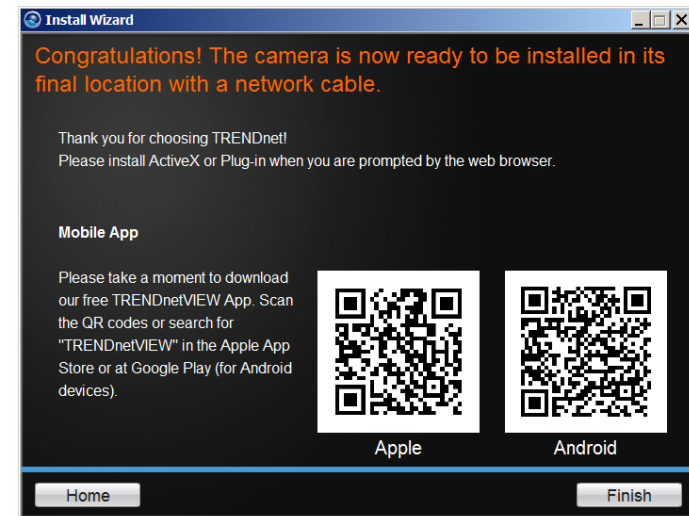 Install Wizard
Congratulations! The camera is now ready to be installed in its
final location with a network cable.
Thank you for choosing TRENDnet!
Please install ActiveX or Plug-in when you are prompted by the web browser.
Mobile App
Please take a moment to download
our free TRENDnetVIEW App. Scan
the QR codes or search for
"TRENDnetVIEW" in the Apple App
Store or at Google Play (for Android
devices).
Apple
Android
Home
Finish